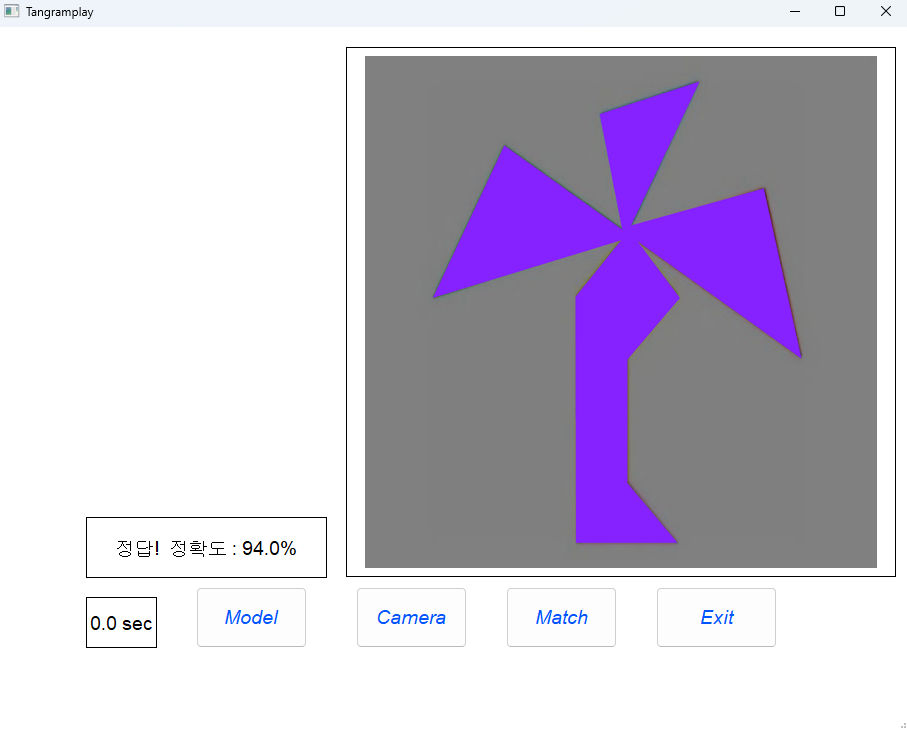 Tangramplay
정답! 정확도 : 94.0%
0.0 sec
Model
Camera
Match
Exit